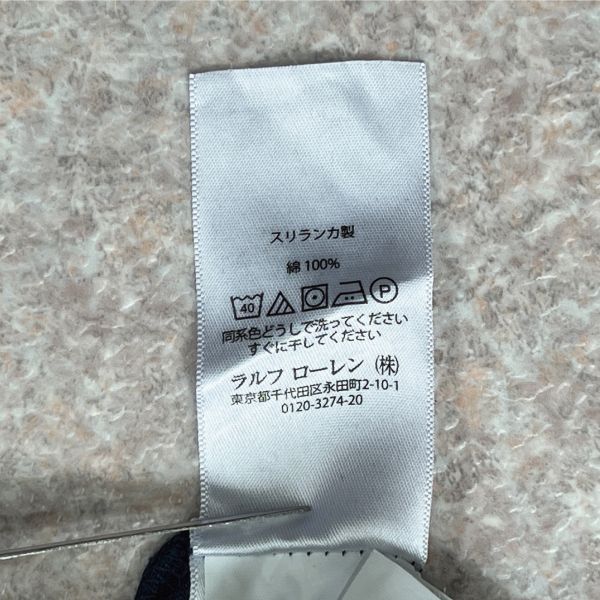 スリランカ製
綿 100%
40 P
同系色どうしで洗ってください
すぐに干してください
ラルフ ローレン (株)
東京都千代田区永田町2-10-1
0120-3274-20